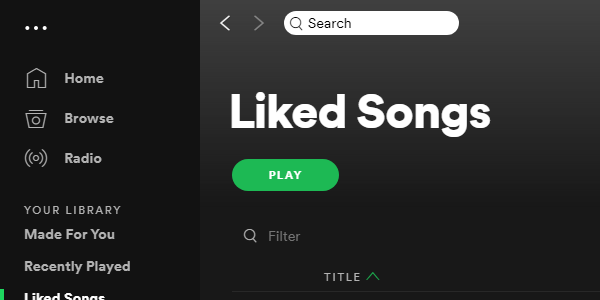 Search
Home
Browse
Radio
YOUR LIBRARY
Made For You
Recently Played
Liked Songs
Liked Songs
PLAY
Filter
TITLE